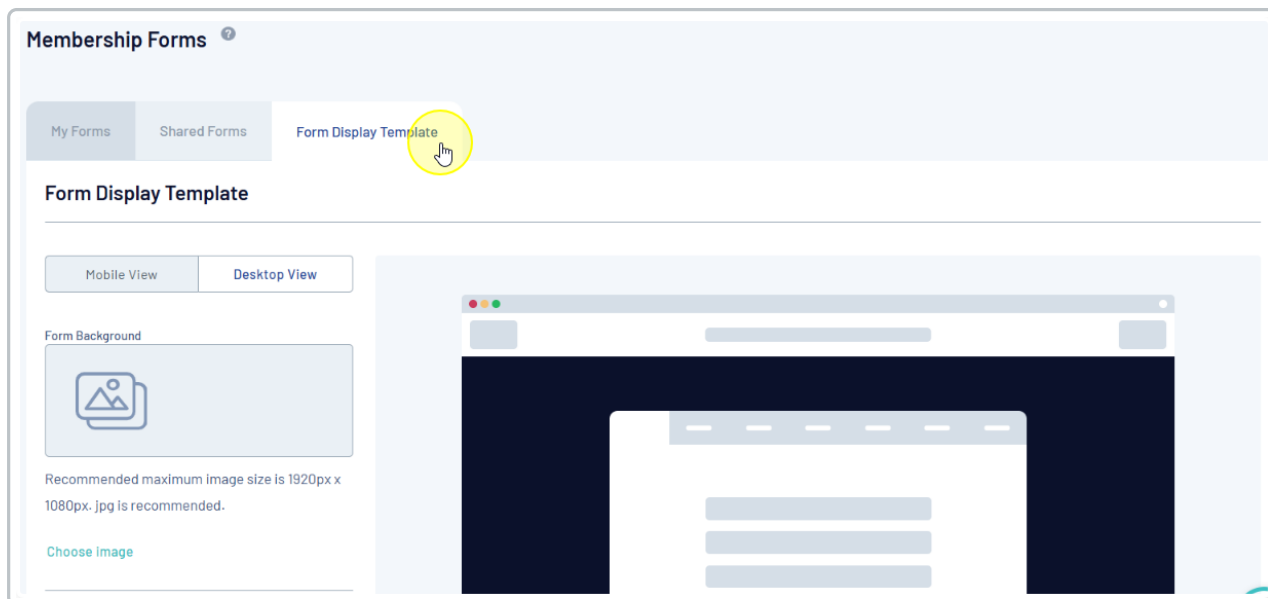 Membership Forms ?
My Forms
Shared Forms
Form Display Template
Form Display Template
Mobile View
Desktop View
Form Background
Recommended maximum image size is 1920px x
1080px. jpg is recommended.
Choose image